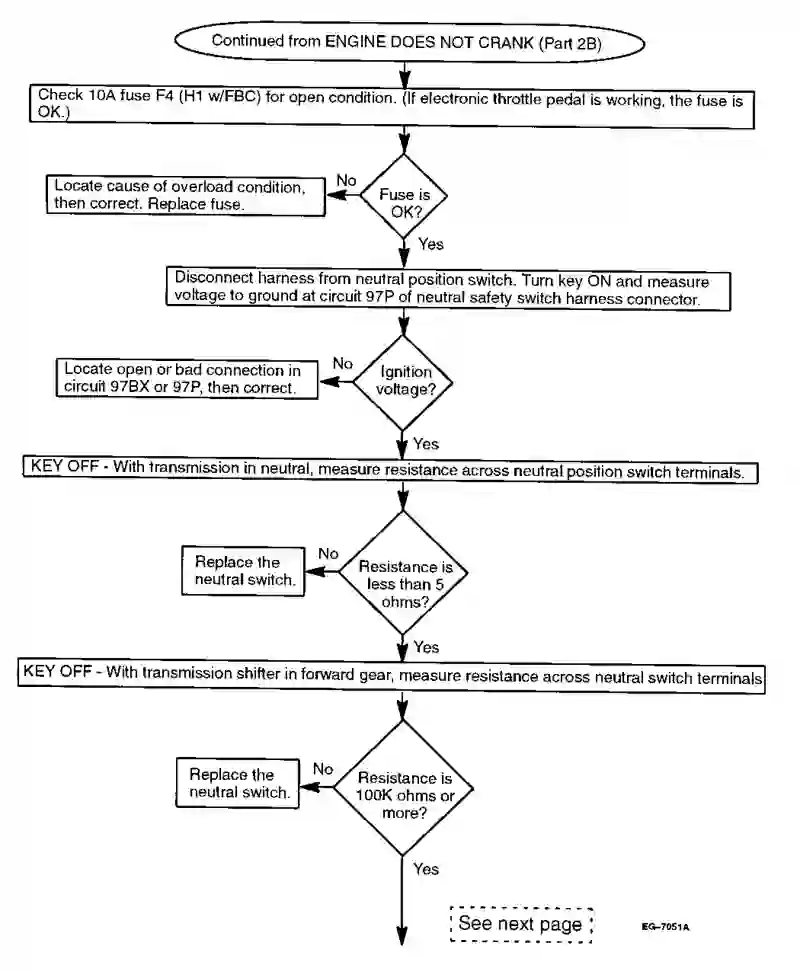 Continued from ENGINE DOES NOT CRANK (Part 2B)
Check 10A fuse F4 (H1 w/FBC) for open condition. (If electronic throttle pedal is working, the fuse is
OK.)
Fuse is
OK?
No
Locate cause of overload condition,
then correct. Replace fuse.
Yes
Disconnect harness from neutral position switch. Turn key ON and measure
voltage to ground at circuit 97P of neutral safety switch harness connector.
Ignition
voltage?
No
Locate open or bad connection in
circuit 97BX or 97P, then correct.
Yes
KEY OFF - With transmission in neutral, measure resistance across neutral position switch terminals.
Resistance is
less than 5
ohms?
No
Replace the
neutral switch.
Yes
KEY OFF - With transmission shifter in forward gear, measure resistance across neutral switch terminals
Resistance is
100K ohms or
more?
No
Replace the
neutral switch.
Yes
See next page
EG-7051A